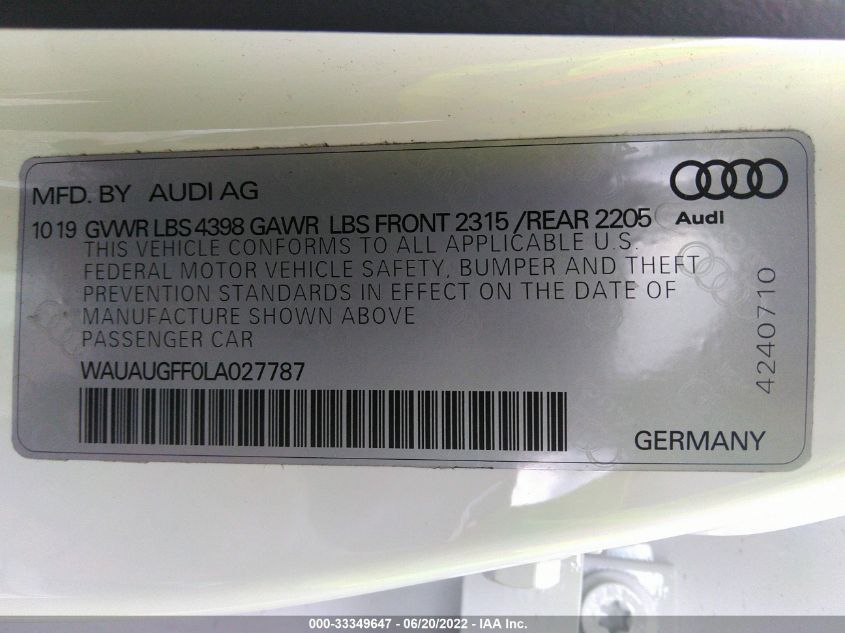 MFD. BY AUDI AG
Audi
10 19 GVWR LBS 4398 GAWR LBS FRONT 2315 /REAR 2205
THIS VEHICLE CONFORMS TO ALL APPLICABLE U.S.
FEDERAL MOTOR VEHICLE SAFETY, BUMPER AND THEFT
PREVENTION STANDARDS IN EFFECT ON THE DATE OF
MANUFACTURE SHOWN ABOVE
PASSENGER CAR
WAUAUGFF0LA027787
4240710
GERMANY
000-33349647 - 06/20/2022 - IAA Inc.